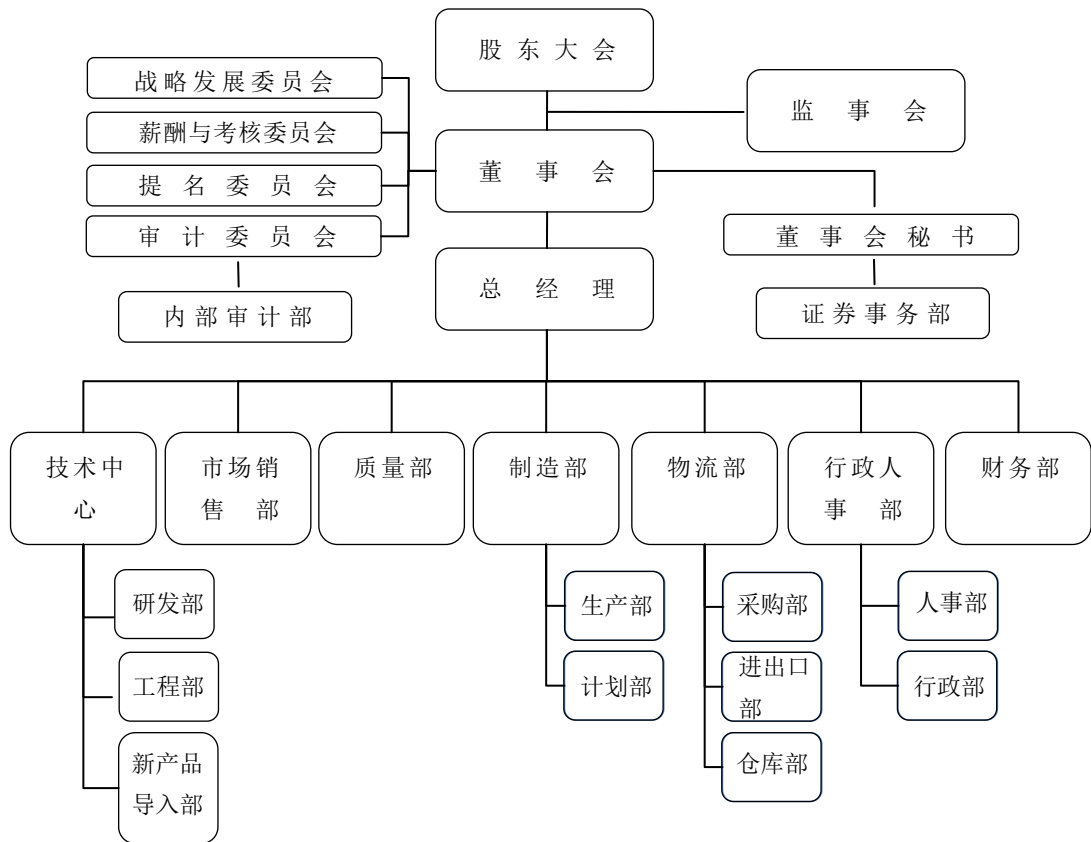 股东大会
战略发展委员会
监事会
薪酬与考核委员会
董事会
提名委员会
审计委员会
董事会秘书
总经理
内部审计部
证券事务部
技术中
心
市场销
售部
质量部
制造部
物流部
行政人
事部
财务部
研发部
工程部
新产品
导入部
生产部
计划部
采购部
进出口
部
仓库部
人事部
行政部